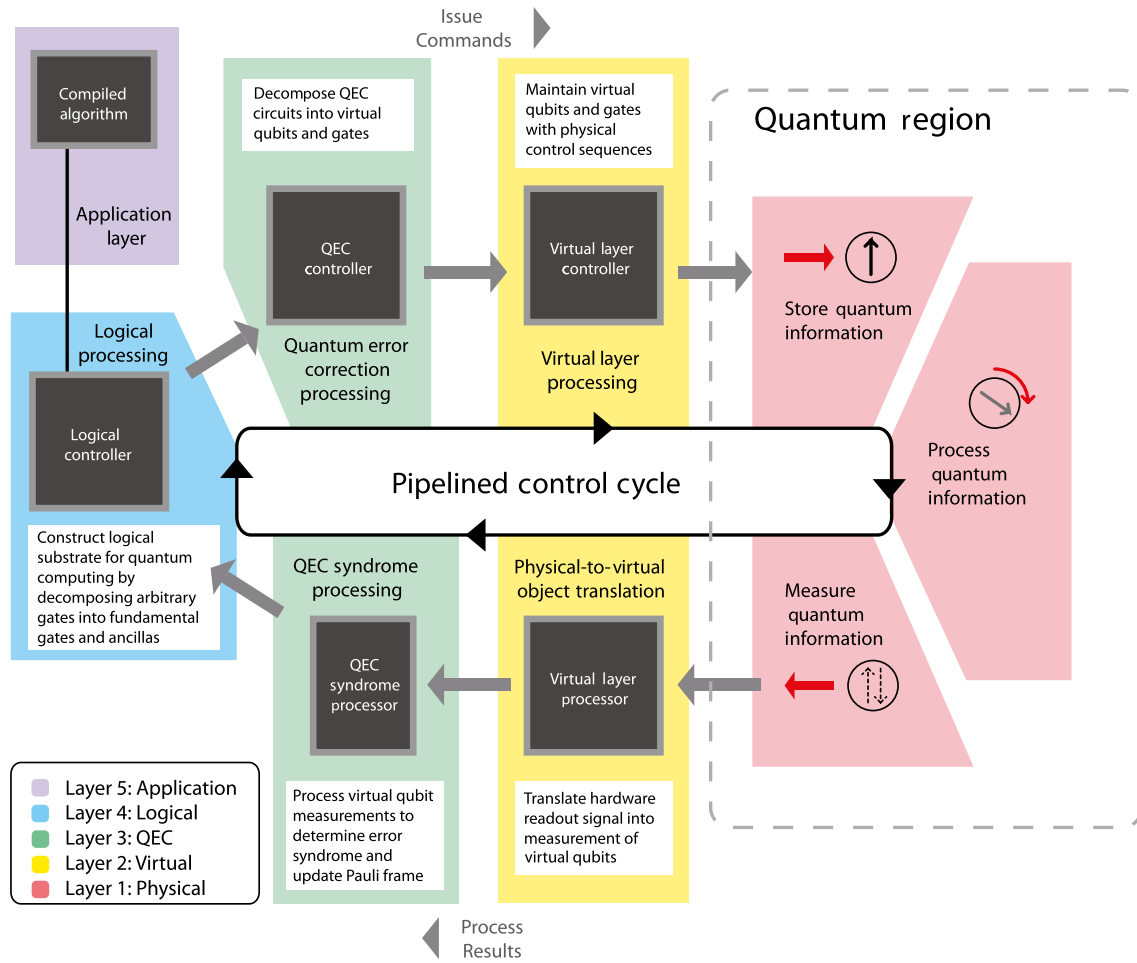 Issue
Commands
Compiled
algorithm
Application
layer
Decompose QEC
circuits into virtual
qubits and gates
QEC
controller
Quantum error
correction
processing
Maintain virtual
qubits and gates
with physical
control sequences
Virtual layer
controller
Virtual layer
processing
Quantum region
Store quantum
information
Process
quantum
information
Measure
quantum
information
Logical
processing
Logical
controller
Construct logical
substrate for quantum
computing by
decomposing arbitrary
gates into fundamental
gates and ancillas
Pipelined control cycle
QEC syndrome
processing
QEC
syndrome
processor
Process virtual qubit
measurements to
determine error
syndrome and
update Pauli frame
Physical-to-virtual
object translation
Virtual layer
processor
Translate hardware
readout signal into
measurement of
virtual qubits
Layer 5: Application
Layer 4: Logical
Layer 3: QEC
Layer 2: Virtual
Layer 1: Physical
Process
Results